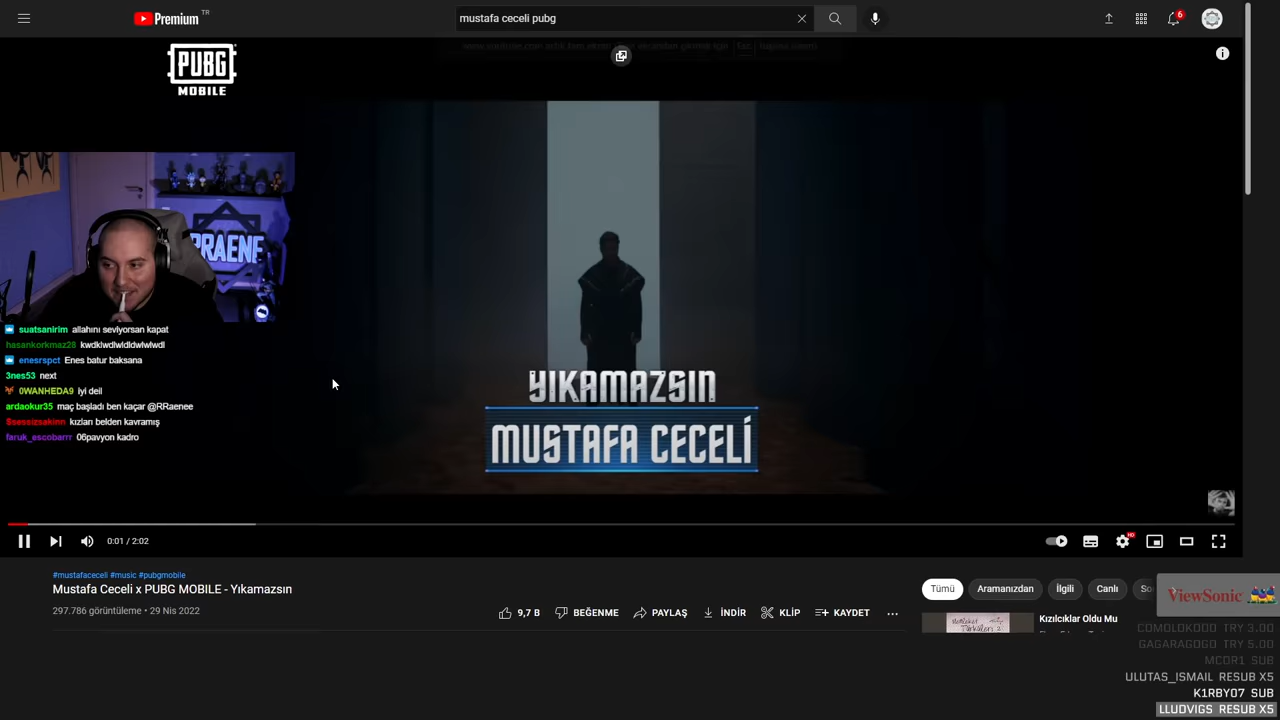 Premium TR
mustafa ceceli pubg
6
PUBG
MOBILE
RRAENE
suatsanirim allahını seviyorsan kapat
hasankorkmaz28 kwdklwdlwldldwlwlwdl
enesrspct Enes batur baksana
3nes53 next
0WANHEDA9 iyi deil
ardaokur35 maç başladı ben kaçar @RRaenee
kızları belden kavramış
faruk_escobarrr 06pavyon kadro
YIKAMAZSIN
MUSTAFA CECELİ
0:01 / 2:02
HD
#mustafaceceli #music #pubgmobile
Mustafa Ceceli x PUBG MOBILE - Yıkamazsın
297.786 görüntüleme • 29 Nis 2022
9,7 B
BEĞENME
PAYLAŞ
İNDİR
KLİP
KAYDET
Tümü
Aramanızdan
İlgili
Canlı
So
ViewSonic
Kızılcıklar Oldu Mu
COMOLOKOOO TRY 3.00
GAGARAGOGO TRY 5.00
MCOR1 SUB
ULUTAS_ISMAIL RESUB X5
K1RBY07 SUB
LLUDVIGS RESUB X5